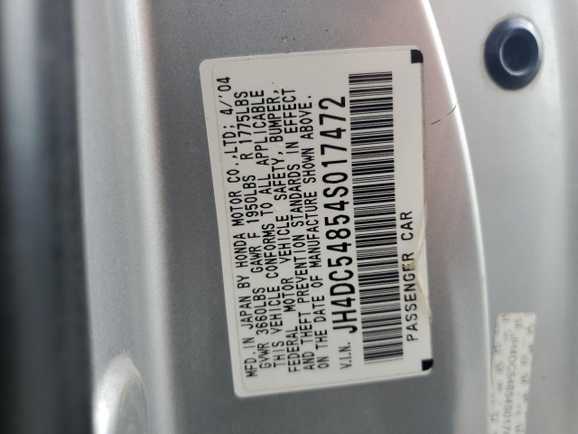 MFD.IN JAPAN BY HONDA MOTOR CO.,LTD; 4/'04
GVWR 3660LBS GAWR F 1950LBS R 1775LBS
THIS VEHICLE CONFORMS TO ALL APPLICABLE
FEDERAL MOTOR VEHICLE SAFETY, BUMPER,
AND THEFT PREVENTION STANDARDS IN EFFECT
ON THE DATE OF MANUFACTURE SHOWN ABOVE.
V.I.N. JH4DC54854S017472
PASSENGER CAR